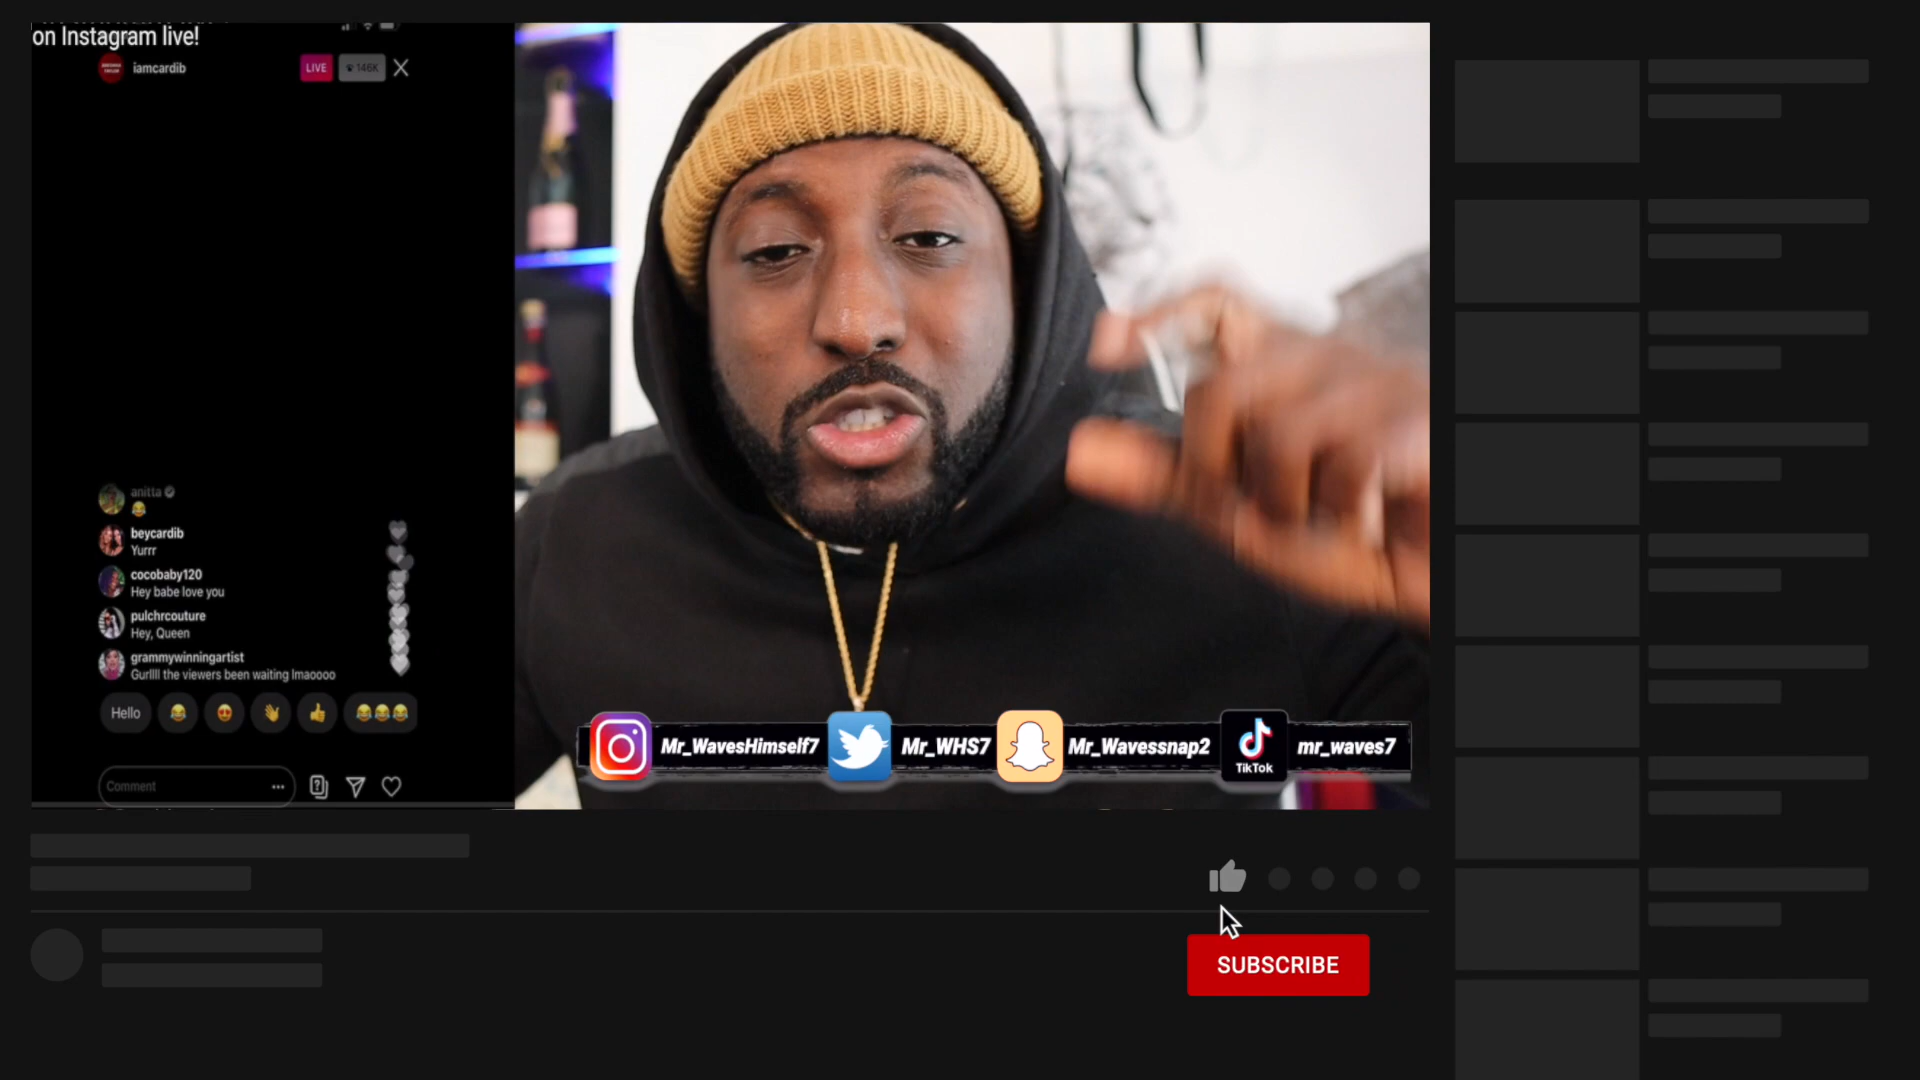 on Instagram live!
iamcardib
LIVE
146K
anitta
beycardib
Yurrr
cocobaby120
Hey babe love you
pulchrcouture
Hey, Queen
grammywinningartist
Gurllll the viewers been waiting lmaoooo
Hello
Comment
Mr_WavesHimself7
Mr_WHS7
Mr_Wavessnap2
TikTok
mr_waves7
SUBSCRIBE